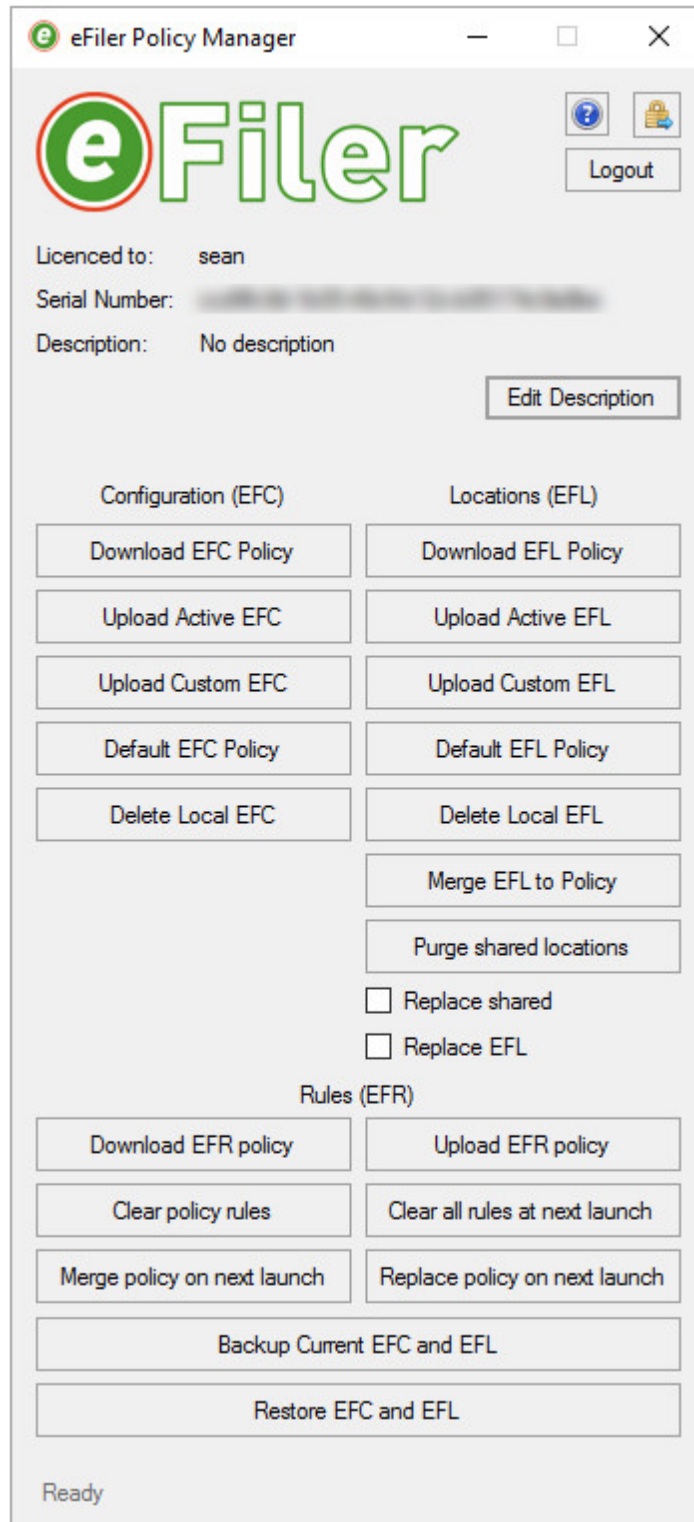 eFiler Policy Manager
eFiler
Logout
Licenced to: sean
Serial Number:
Description: No description
Edit Description
Configuration (EFC) Locations (EFL)
Download EFC Policy Download EFL Policy
Upload Active EFC Upload Active EFL
Upload Custom EFC Upload Custom EFL
Default EFC Policy Default EFL Policy
Delete Local EFC Delete Local EFL
Merge EFL to Policy
Purge shared locations
Replace shared
Replace EFL
Rules (EFR)
Download EFR policy Upload EFR policy
Clear policy rules Clear all rules at next launch
Merge policy on next launch Replace policy on next launch
Backup Current EFC and EFL
Restore EFC and EFL
Ready